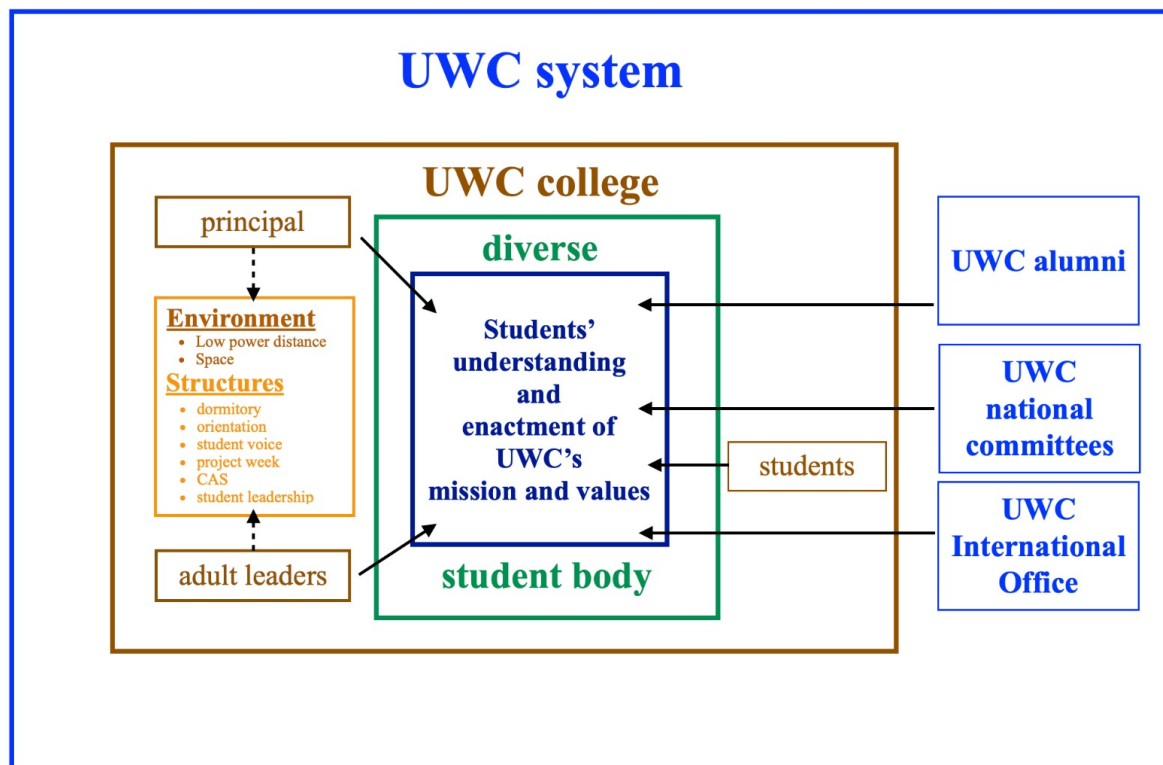 UWC system
UWC college
principal
Environment
• Low power distance
• Space
Structures
• dormitory
• orientation
• student voice
• project week
• CAS
• student leadership
adult leaders
diverse
Students’
understanding
and
enactment of
UWC’s
mission and values
student body
students
UWC alumni
UWC
national
committees
UWC
International
Office